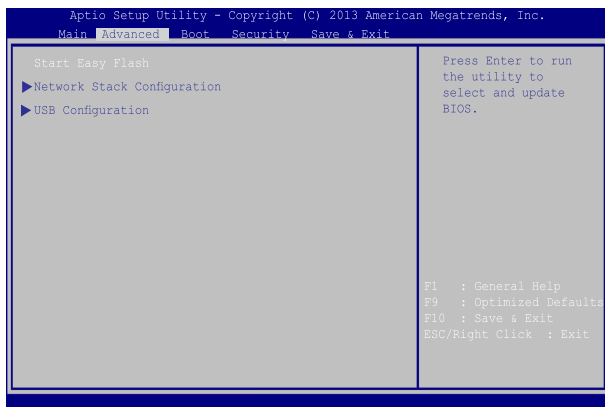 Aptio Setup Utility - Copyright (C) 2013 American Megatrends, Inc.
Main Advanced Boot Security Save & Exit
Start Easy Flash
Network Stack Configuration
USB Configuration
Press Enter to run
the utility to
select and update
BIOS.
F1 : General Help
F9 : Optimized Defaults
F10 : Save & Exit
ESC/Right Click : Exit